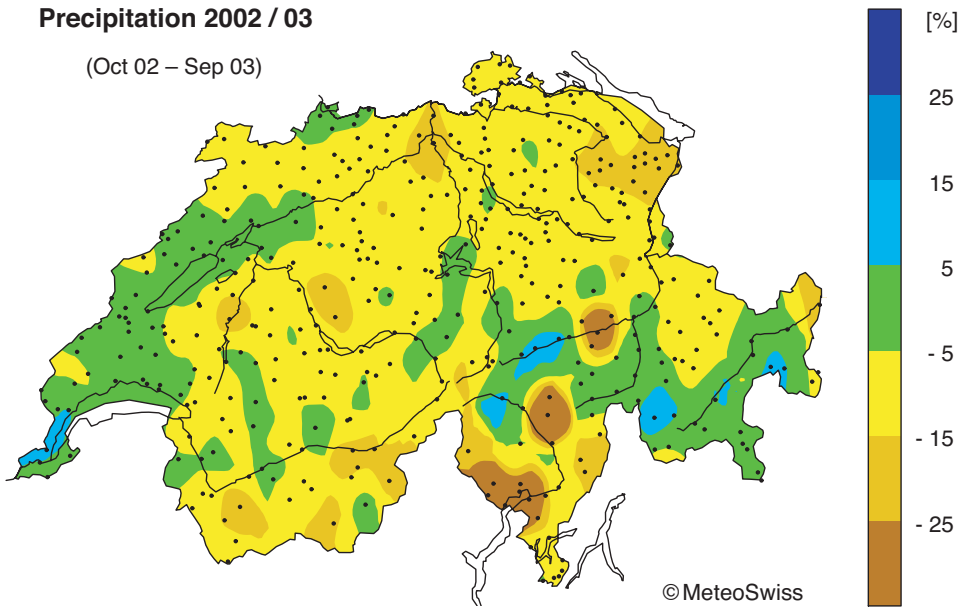 Precipitation 2002 / 03
(Oct 02 – Sep 03)
[%]
25
15
5
- 5
- 15
- 25
© MeteoSwiss